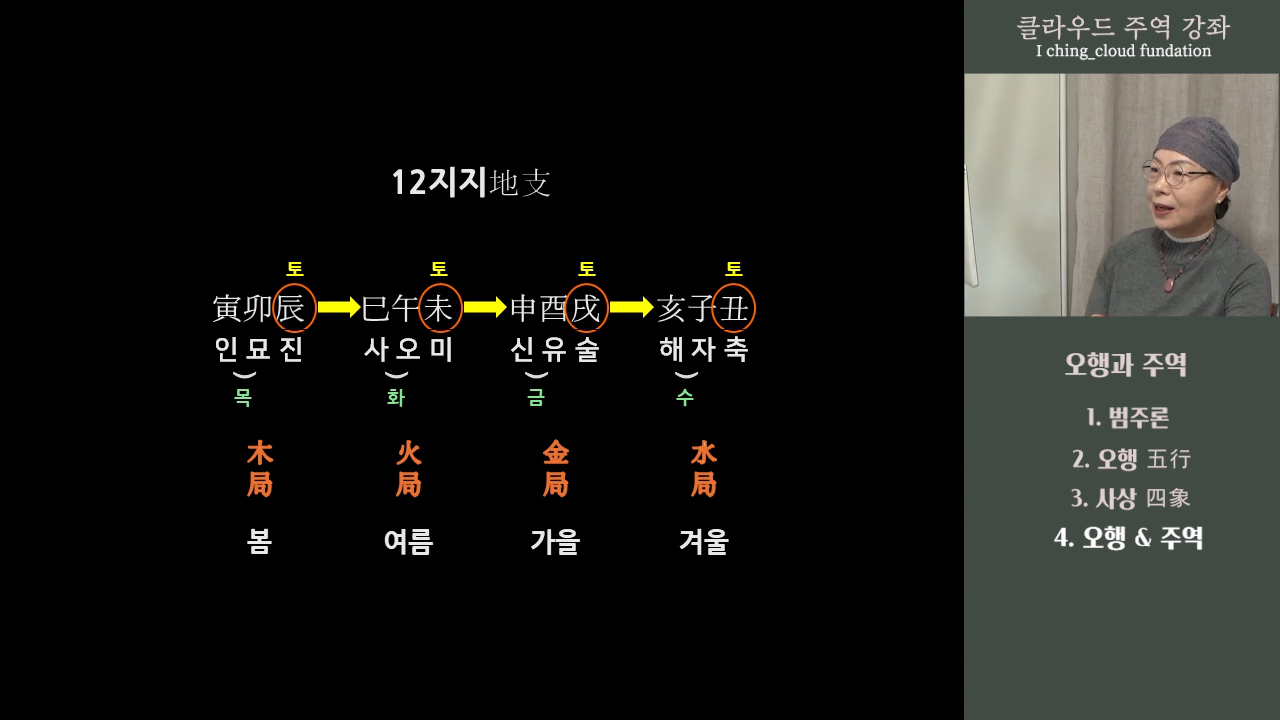 클라우드 주역 강좌
I ching_cloud fundation
12지지地支
토 토 토 토
寅卯辰 巳午未 申酉戌 亥子丑
인묘진 사오미 신유술 해자축
목 화 금 수
木局 火局 金局 水局
봄 여름 가을 겨울
오행과 주역
1. 범주론
2. 오행 五行
3. 사상 四象
4. 오행 & 주역